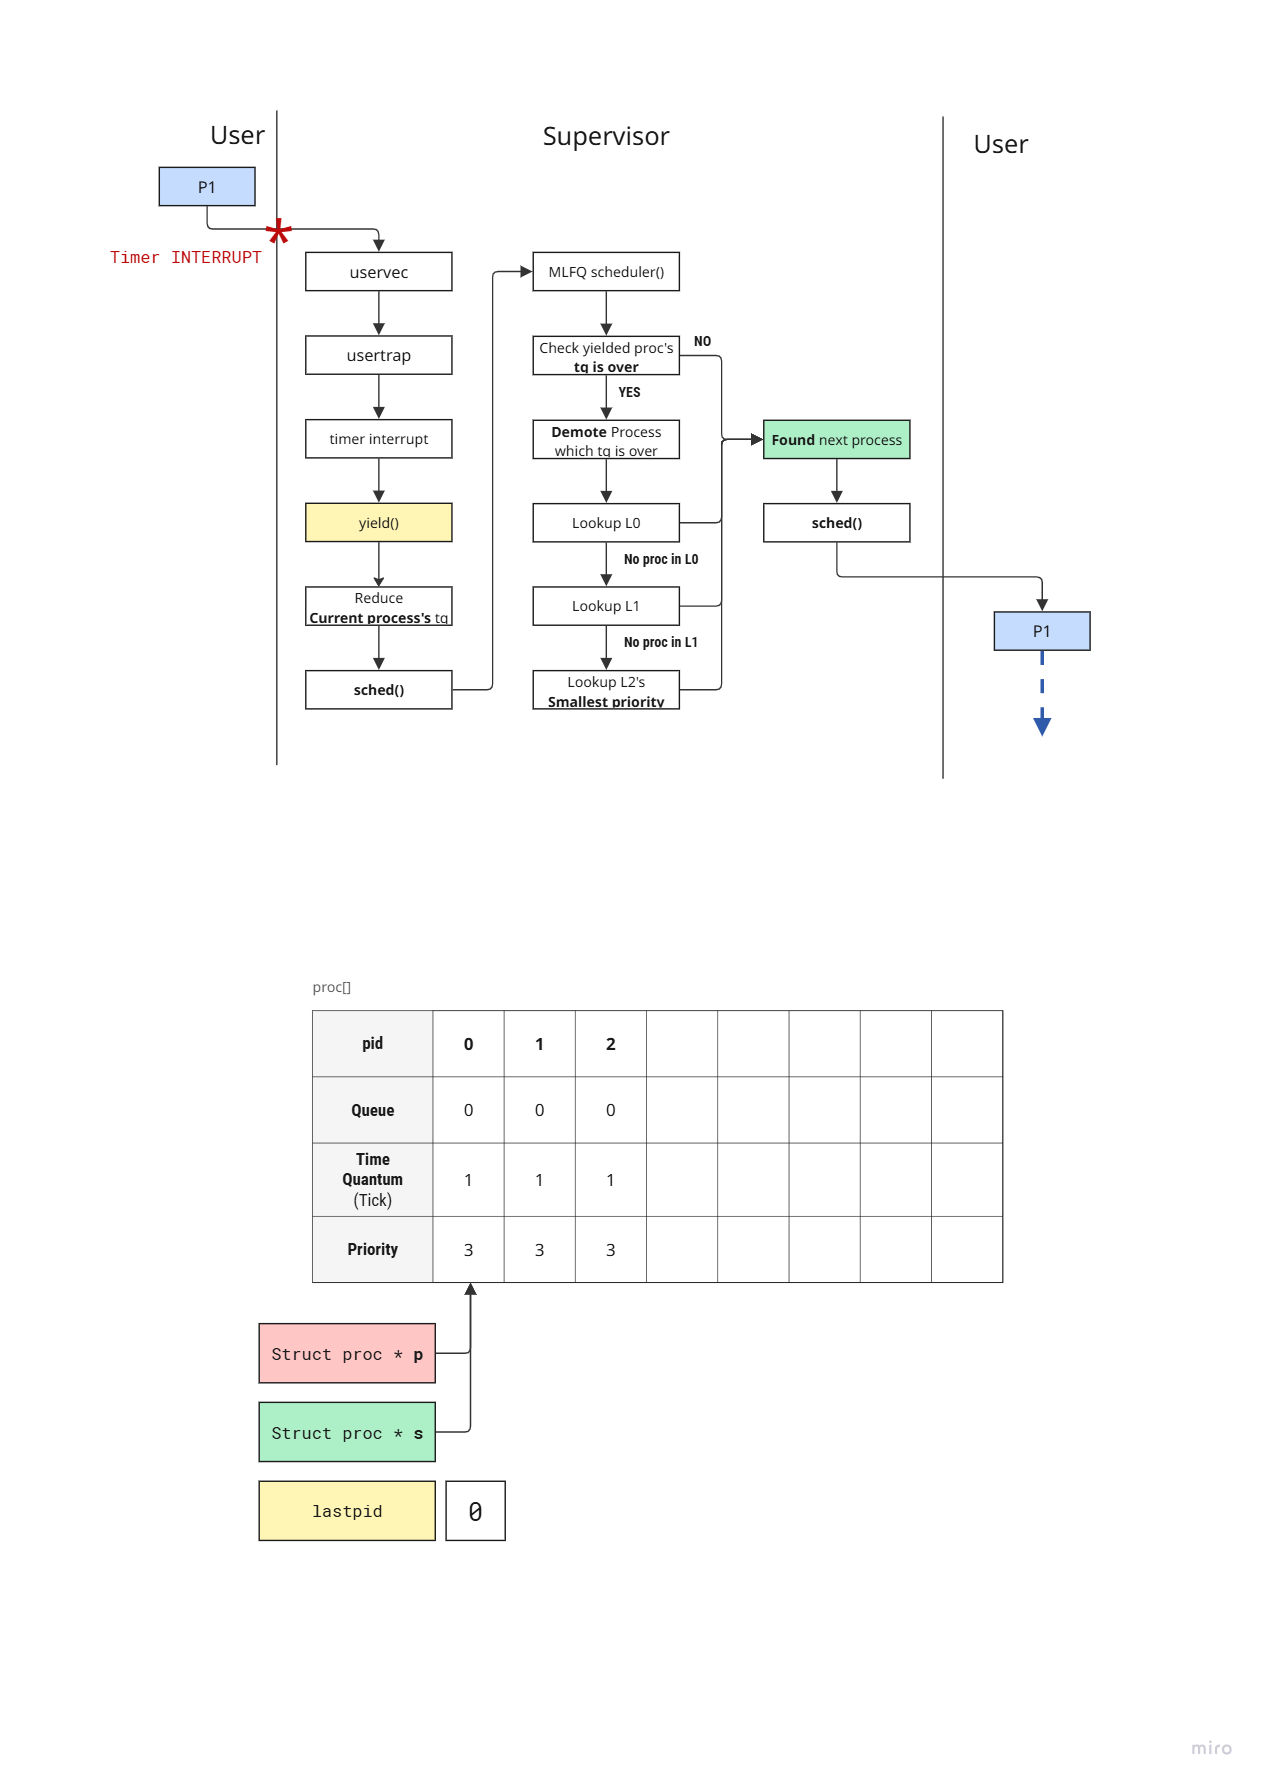 User
Supervisor
User
P1
*
Timer INTERRUPT
uservec
usertrap
timer interrupt
yield()
Reduce
Current process's tq
sched()
MLFQ scheduler()
Check yielded proc's
tq is over
NO
YES
Demote Process
which tq is over
Lookup L0
No proc in L0
Lookup L1
No proc in L1
Lookup L2's
Smallest priority
Found next process
sched()
P1
proc[]
pid 0 1 2
Queue 0 0 0
Time
Quantum
(Tick) 1 1 1
Priority 3 3 3
Struct proc * p
Struct proc * s
lastpid 0
miro